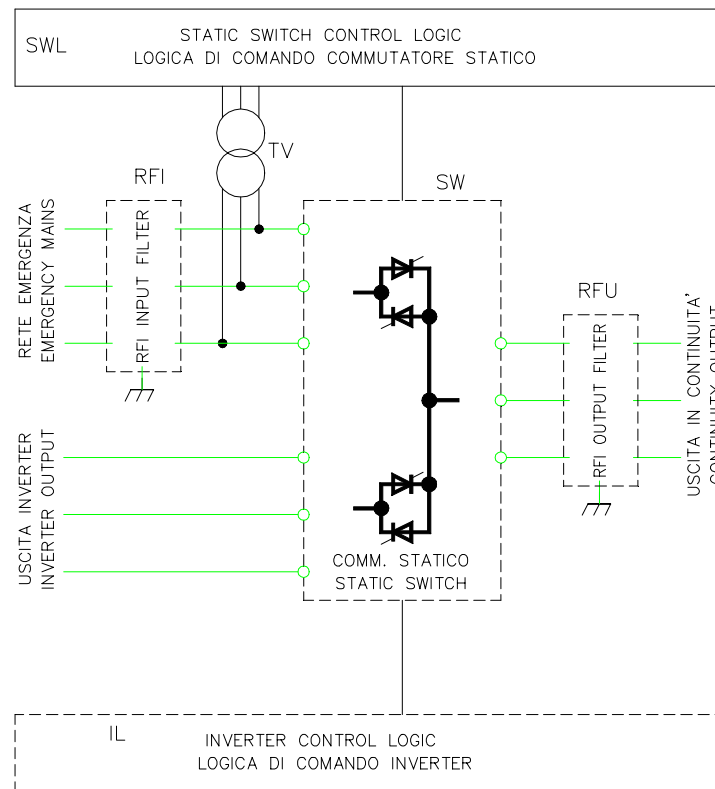 SWL
STATIC SWITCH CONTROL LOGIC
LOGICA DI COMANDO COMMUTATORE STATICO
TV
RFI
SW
RETE EMERGENZA
EMERGENCY MAINS
RFI INPUT FILTER
RFU
RFI OUTPUT FILTER
USCITA IN CONTINUITA'
CONTINUITY OUTPUT
USCITA INVERTER
INVERTER OUTPUT
COMM. STATICO
STATIC SWITCH
IL
INVERTER CONTROL LOGIC
LOGICA DI COMANDO INVERTER